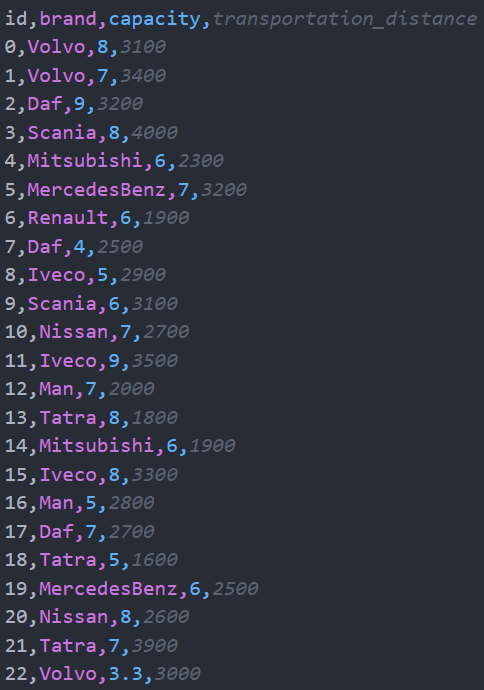 id,brand,capacity,transportation_distance
0,Volvo,8,3100
1,Volvo,7,3400
2,Daf,9,3200
3,Scania,8,4000
4,Mitsubishi,6,2300
5,MercedesBenz,7,3200
6,Renault,6,1900
7,Daf,4,2500
8,Iveco,5,2900
9,Scania,6,3100
10,Nissan,7,2700
11,Iveco,9,3500
12,Man,7,2000
13,Tatra,8,1800
14,Mitsubishi,6,1900
15,Iveco,8,3300
16,Man,5,2800
17,Daf,7,2700
18,Tatra,5,1600
19,MercedesBenz,6,2500
20,Nissan,8,2600
21,Tatra,7,3900
22,Volvo,3.3,3000